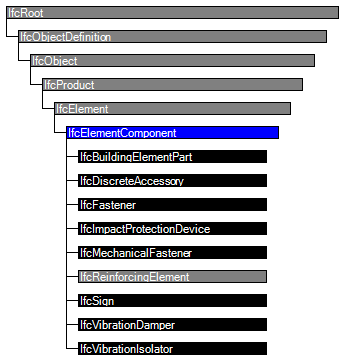 IfcRoot
IfcObjectDefinition
IfcObject
IfcProduct
IfcElement
IfcElementComponent
IfcBuildingElementPart
IfcDiscreteAccessory
IfcFastener
IfcImpactProtectionDevice
IfcMechanicalFastener
IfcReinforcingElement
IfcSign
IfcVibrationDamper
IfcVibrationIsolator